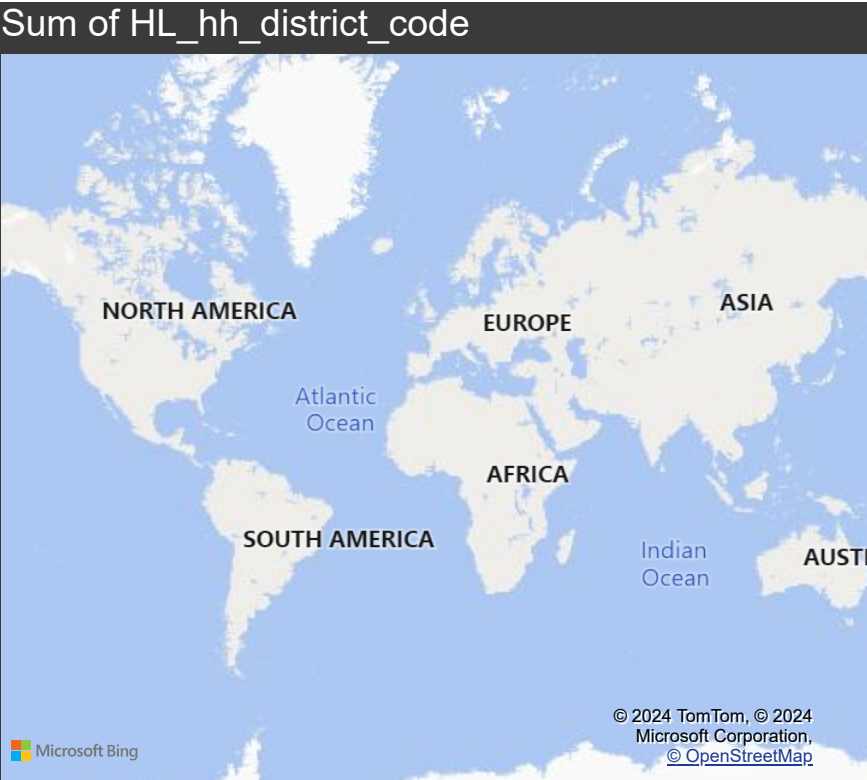 Sum of HL_hh_district_code
NORTH AMERICA
EUROPE
ASIA
Atlantic
Ocean
AFRICA
SOUTH AMERICA
Indian
Ocean
AUSTI
© 2024 TomTom, © 2024
Microsoft Corporation,
© OpenStreetMap
Microsoft Bing